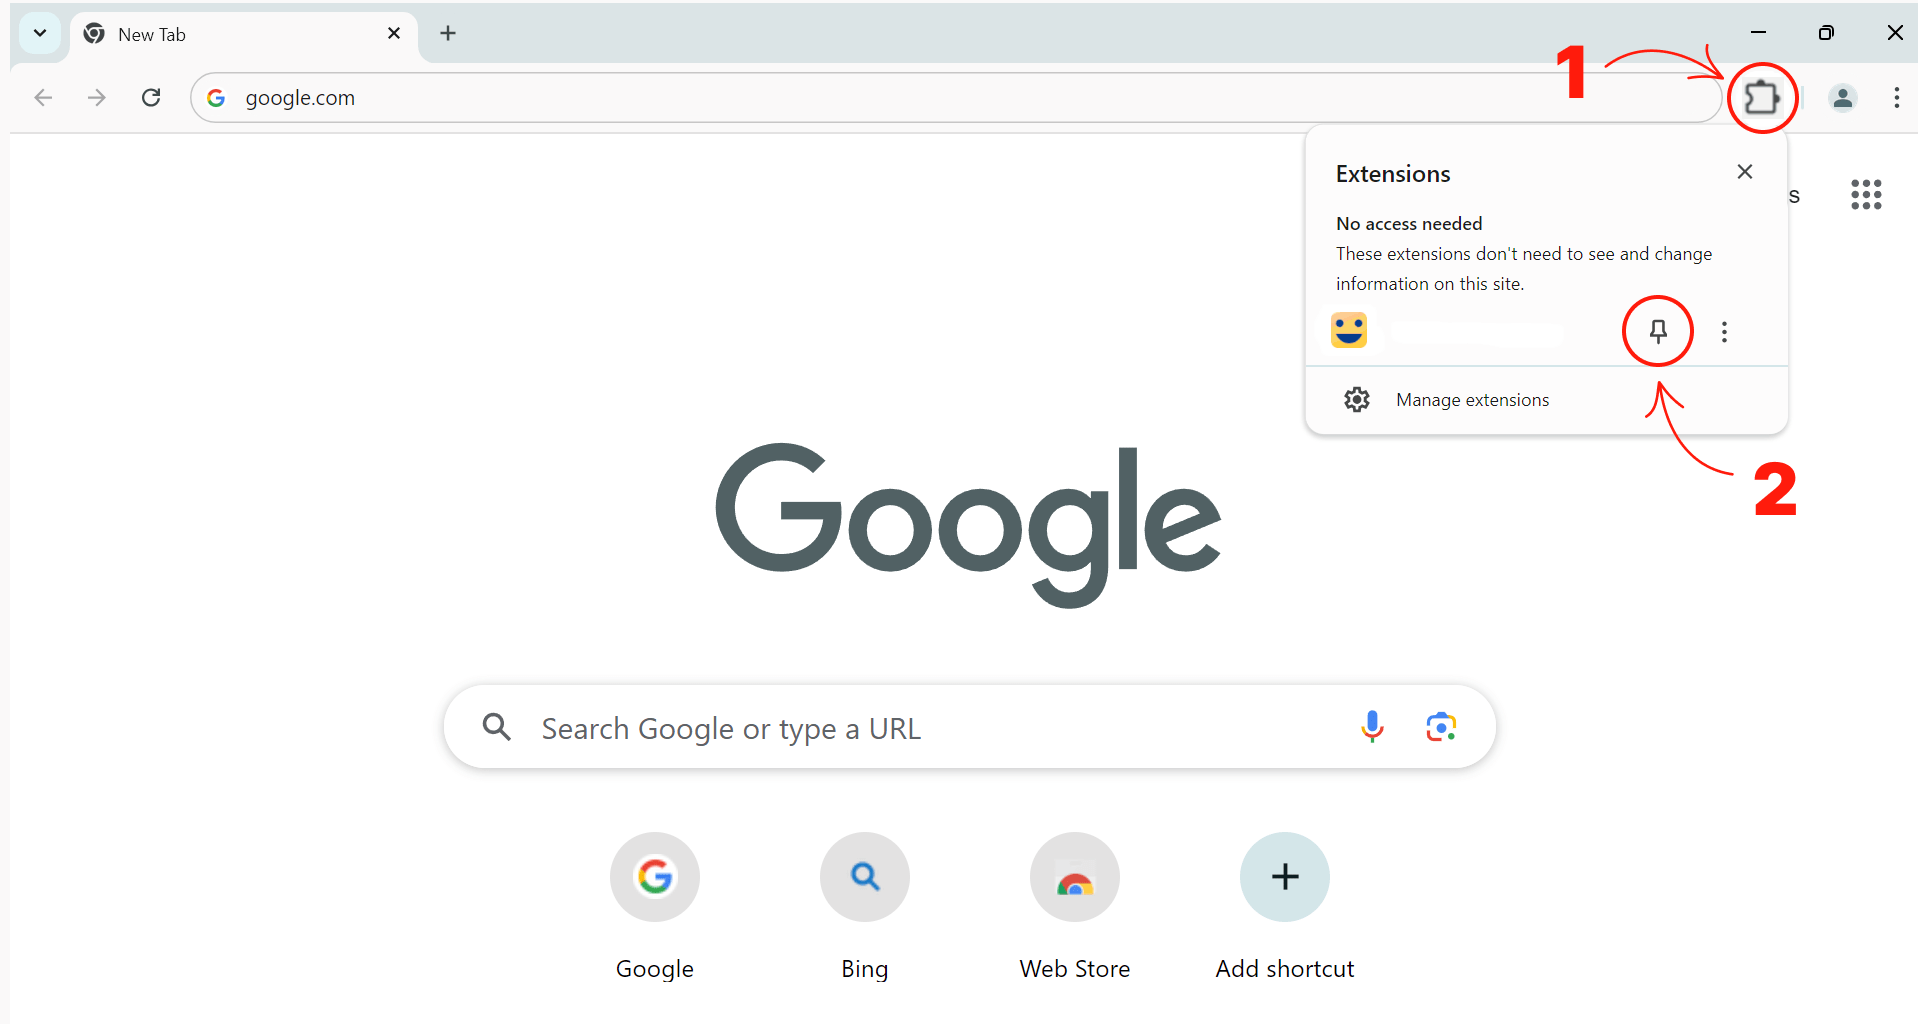 New Tab
google.com
1
Extensions
s
No access needed
These extensions don't need to see and change
information on this site.
Manage extensions
2
Google
Search Google or type a URL
Google
Bing
Web Store
Add shortcut